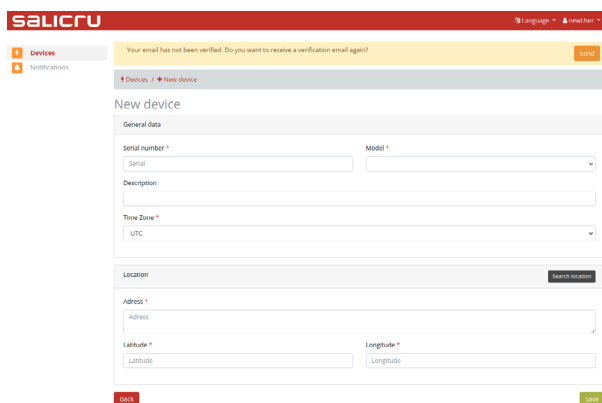 SALICRU
Language newUser
Your email has not been verified. Do you want to receive a verification email again?
Send
Devices
Notifications
Devices / New device
New device
General data
Serial number *
Model *
Serial
Description
Time Zone *
UTC
Location
Search location
Adress *
Adress
Latitude *
Longitude *
Latitude
Longitude
Back
Save